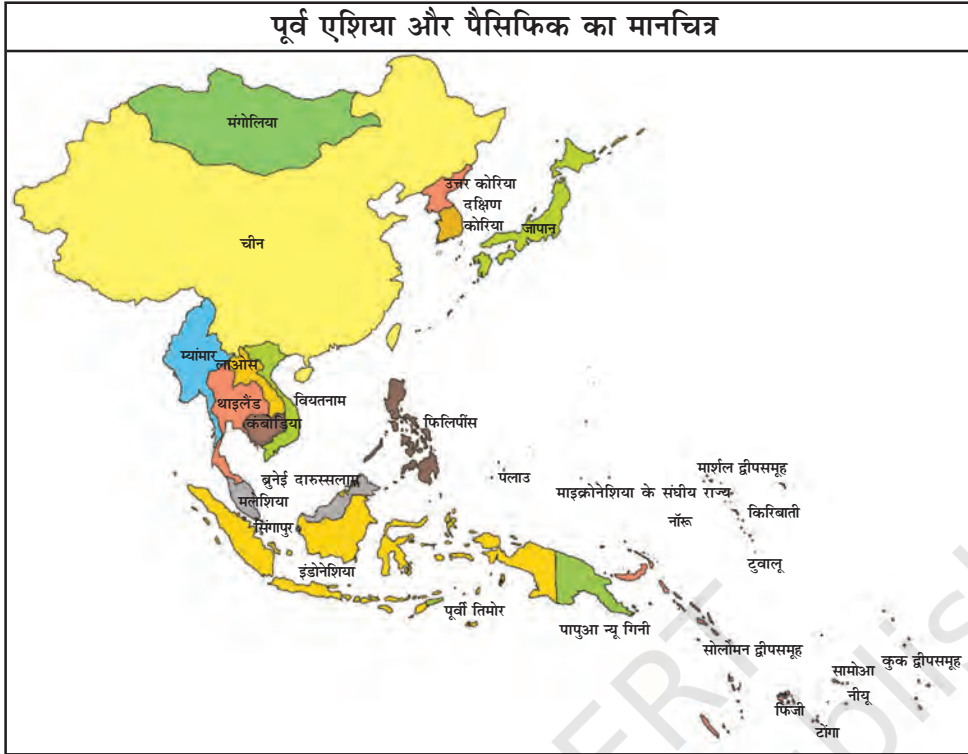 पूर्व एशिया और पैसिफिक का मानचित्र
मंगोलिया
उत्तर कोरिया
दक्षिण
कोरिया
जापान
चीन
म्यांमार
लाओस
थाइलैंड
वियतनाम
कंबोडिया
फिलिपींस
ब्रुनेई दारुस्सलाम
मलेशिया
सिंगापुर
इंडोनेशिया
पलाउ
मार्शल द्वीपसमूह
माइक्रोनेशिया के संघीय राज्य
किरिबाती
नॉरू
टुवालू
पूर्वी तिमोर
पापुआ न्यू गिनी
सोलोमन द्वीपसमूह
सामोआ
कुक द्वीपसमूह
नीयू
फिजी
टोंगा